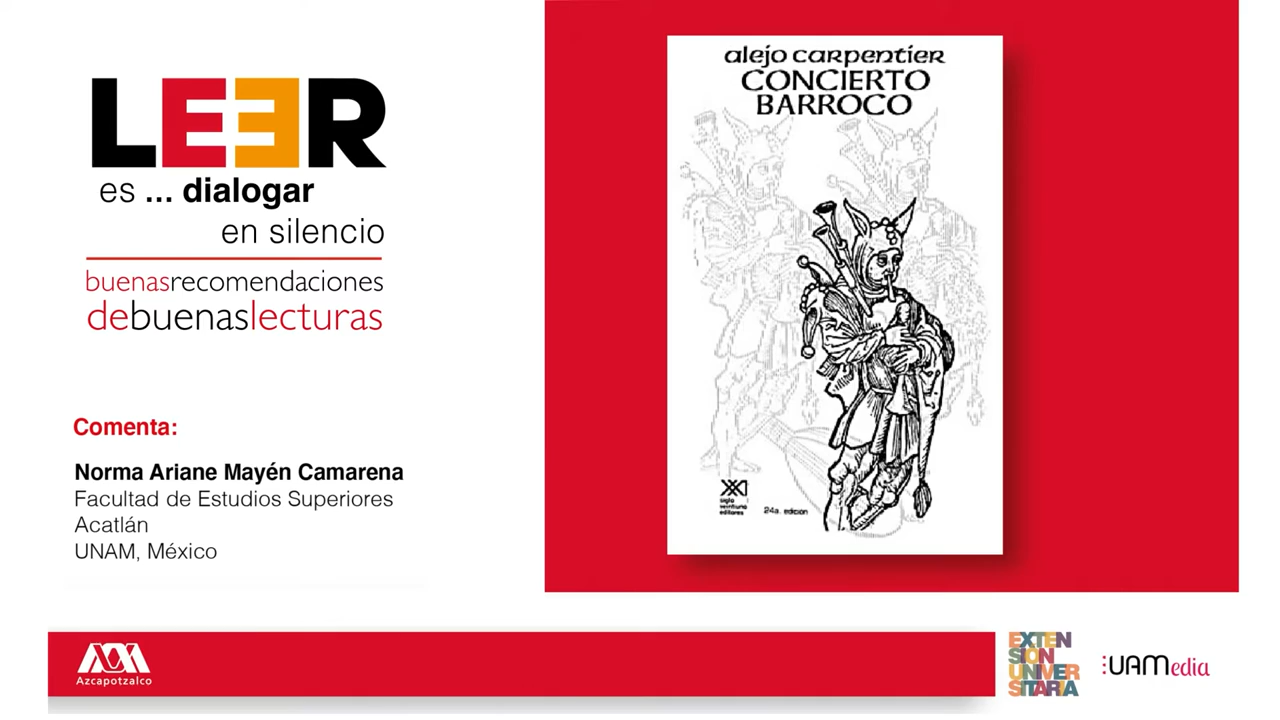 LEER
es ... dialogar
en silencio
buenasrecomendaciones
debuenaslecturas
Comenta:
Norma Ariane Mayén Camarena
Facultad de Estudios Superiores
Acatlán
UNAM, México
alejo carpentier
CONCIERTO
BARROCO
siglo
veintiuno
editores
24a. edición
Azcapotzalco
EXTEN
SIÓN
UNIVER
SITARIA
UAMedia